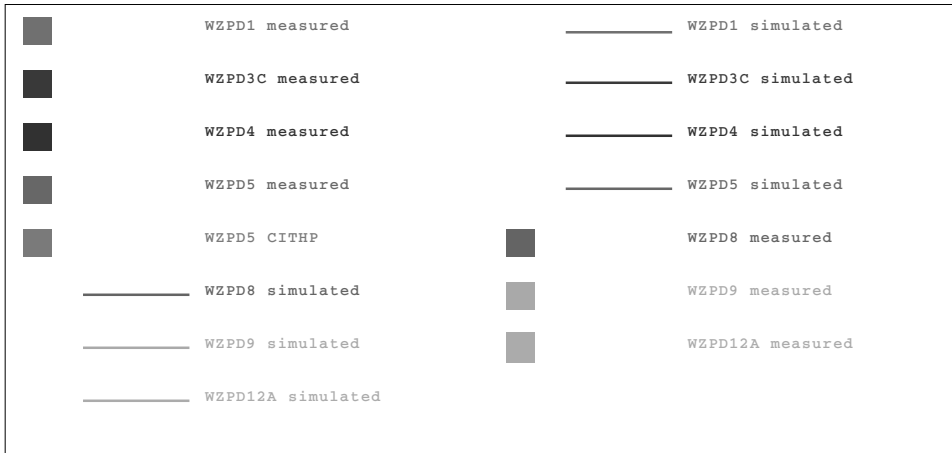 WZPD1 measured
WZPD1 simulated
WZPD3C measured
WZPD3C simulated
WZPD4 measured
WZPD4 simulated
WZPD5 measured
WZPD5 simulated
WZPD5 CITHP
WZPD8 measured
WZPD8 simulated
WZPD9 measured
WZPD9 simulated
WZPD12A measured
WZPD12A simulated